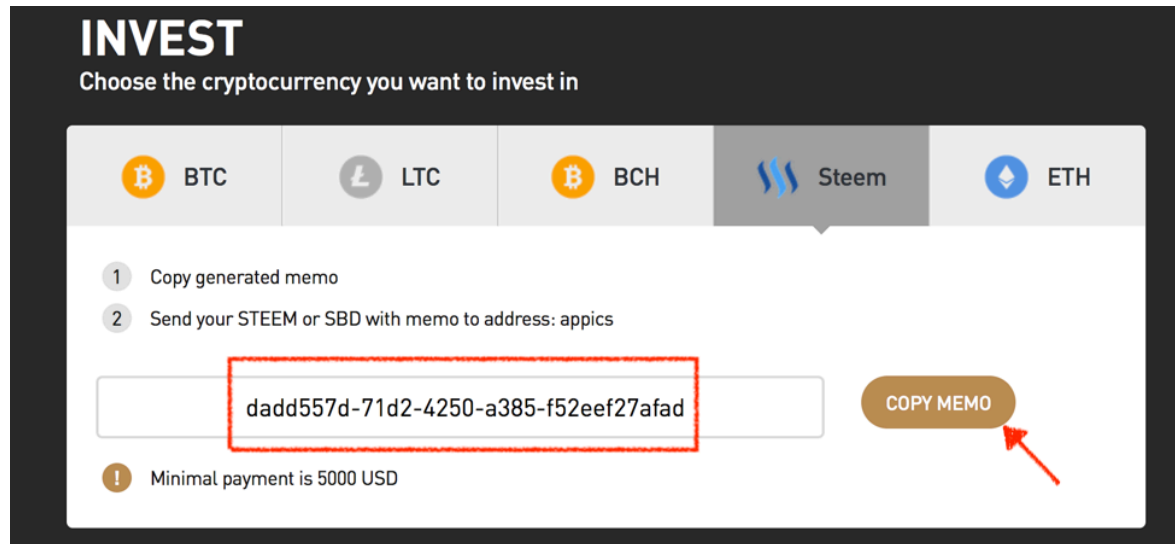 INVEST
Choose the cryptocurrency you want to invest in
BTC LTC BCH Steem ETH
1 Copy generated memo
2 Send your STEEM or SBD with memo to address: appics
dadd557d-71d2-4250-a385-f52eef27afad COPY MEMO
! Minimal payment is 5000 USD